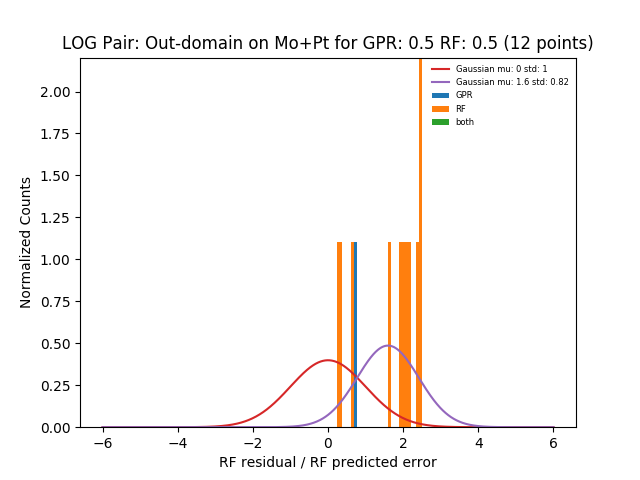 LOG Pair: Out-domain on Mo+Pt for GPR: 0.5 RF: 0.5 (12 points)
Gaussian mu: 0 std: 1
Gaussian mu: 1.6 std: 0.82
GPR
RF
both
Normalized Counts
2.00
1.75
1.50
1.25
1.00
0.75
0.50
0.25
0.00
−6
−4
−2
0
2
4
6
RF residual / RF predicted error